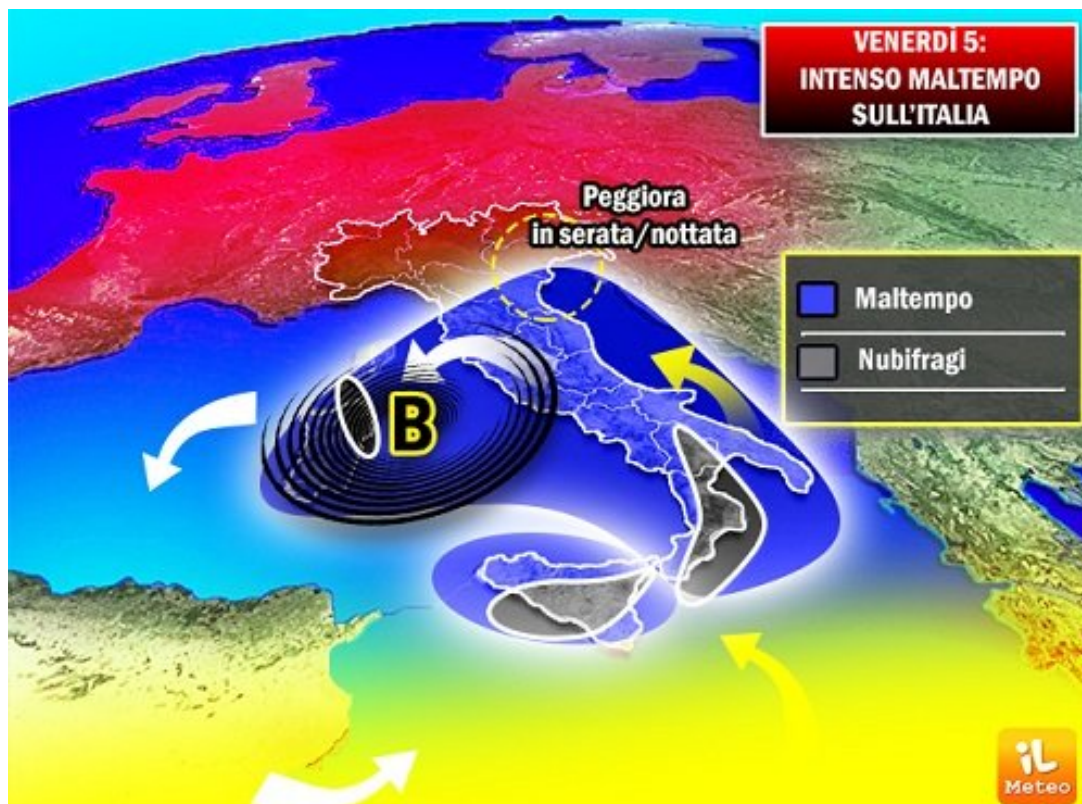 VENERDÌ 5:
INTENSO MALTEMPO
SULL'ITALIA
Peggiora
in serata/nottata
Maltempo
Nubifragi
B
iL
Meteo